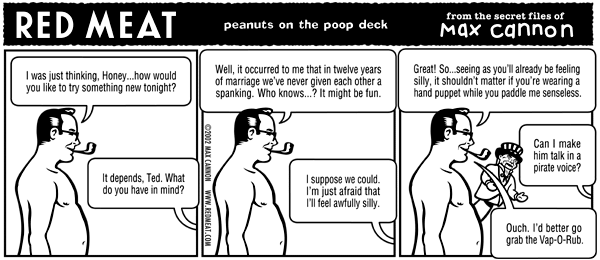 RED MEAT
peanuts on the poop deck
from the secret files of
Max cannon
I was just thinking, Honey...how would
you like to try something new tonight?
It depends, Ted. What
do you have in mind?
Well, it occurred to me that in twelve years
of marriage we've never given each other a
spanking. Who knows...? It might be fun.
I suppose we could.
I'm just afraid that
I'll feel awfully silly.
©2002 MAX CANNON WWW.REDMEAT.COM
Great! So...seeing as you'll already be feeling
silly, it shouldn't matter if you're wearing a
hand puppet while you paddle me senseless.
Can I make
him talk in a
pirate voice?
Ouch. I'd better go
grab the Vap-O-Rub.